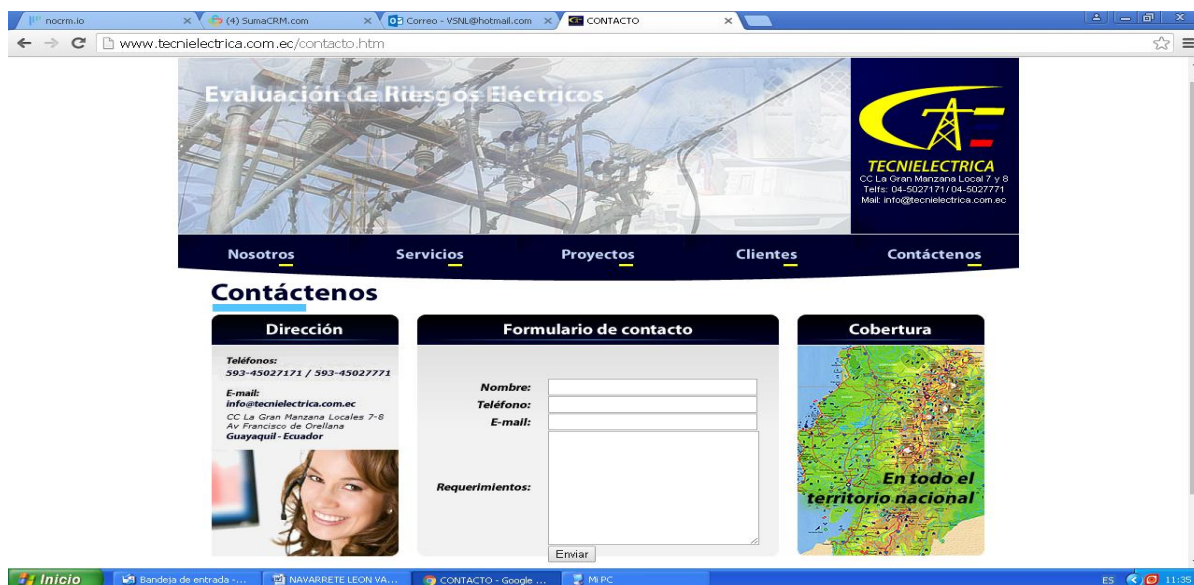 nocrm.io
(4) SumaCRM.com
Correo - VSNL@hotmail.com
CONTACTO
www.tecnielectrica.com.ec/contacto.htm
Evaluación de Riesgos Eléctricos
TECNIELECTRICA
CC La Gran Manzana Local 7 y 8
Telfs: 04-5027171/ 04-5027771
Mail: info@tecnielectrica.com.ec
Nosotros
Servicios
Proyectos
Clientes
Contáctenos
Contáctenos
Dirección
Teléfonos:
593-45027171 / 593-45027771
E-mail:
info@tecnielectrica.com.ec
CC La Gran Manzana Locales 7-8
Av Francisco de Orellana
Guayaquil - Ecuador
Formulario de contacto
Nombre:
Teléfono:
E-mail:
Requerimientos:
Enviar
Cobertura
En todo el
territorio nacional
Inicio
Bandeja de entrada -...
NAVARRETE LEON VA...
CONTACTO - Google ...
Mi PC
ES
11:35